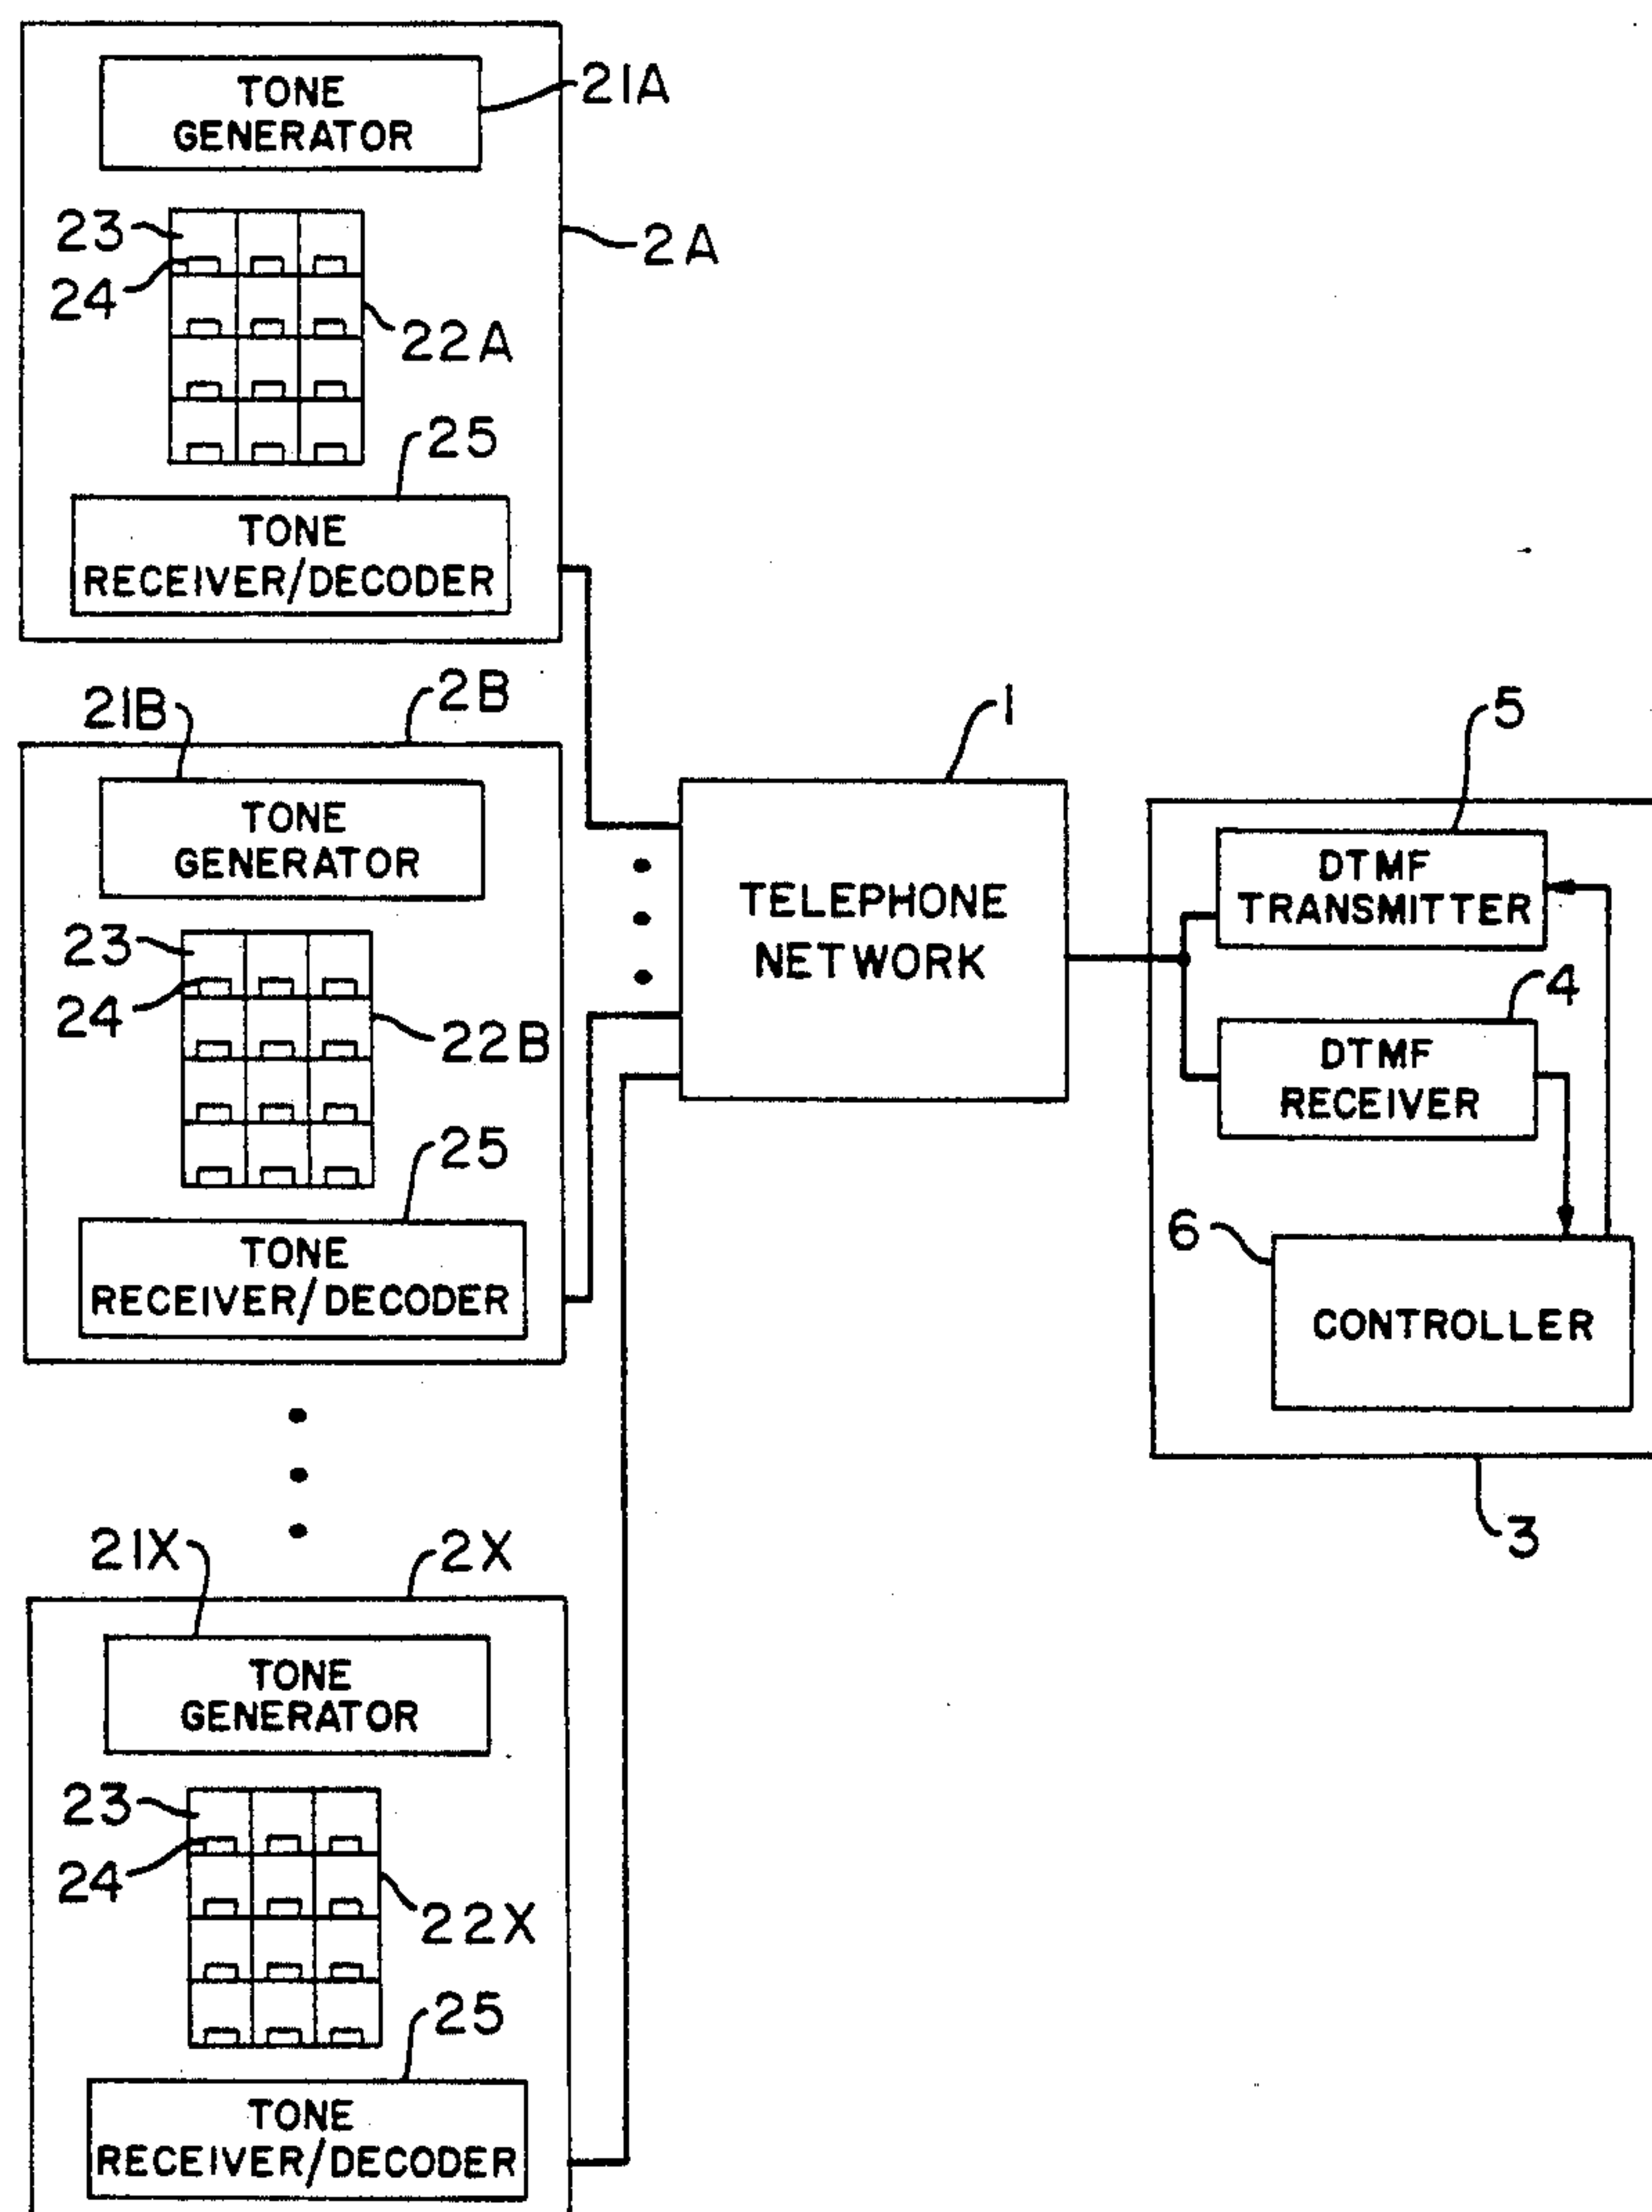 TONE
GENERATOR
21A
23
2A
24
22A
25
TONE
RECEIVER/DECODER
21B
2B
TONE
GENERATOR
23
24
22B
25
TONE
RECEIVER/DECODER
1
TELEPHONE
NETWORK
5
DTMF
TRANSMITTER
4
DTMF
RECEIVER
6
CONTROLLER
3
21X
2X
TONE
GENERATOR
23
24
22X
25
TONE
RECEIVER/DECODER